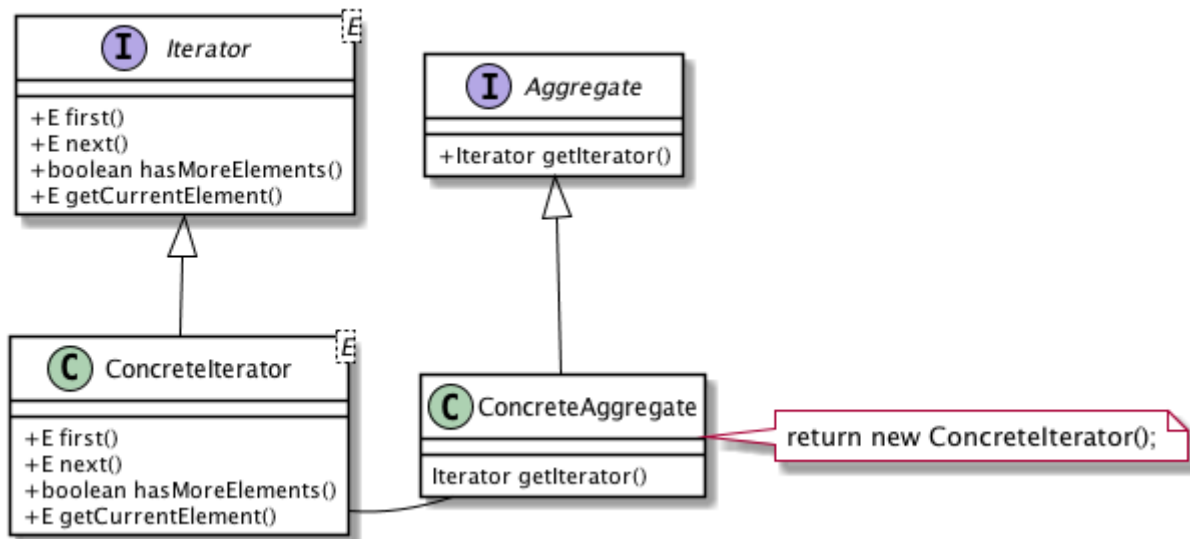 E
I Iterator
+E first()
+E next()
+boolean hasMoreElements()
+E getCurrentElement()
I Aggregate
+Iterator getIterator()
E
C ConcreteIterator
+E first()
+E next()
+boolean hasMoreElements()
+E getCurrentElement()
C ConcreteAggregate
Iterator getIterator()
return new ConcreteIterator();